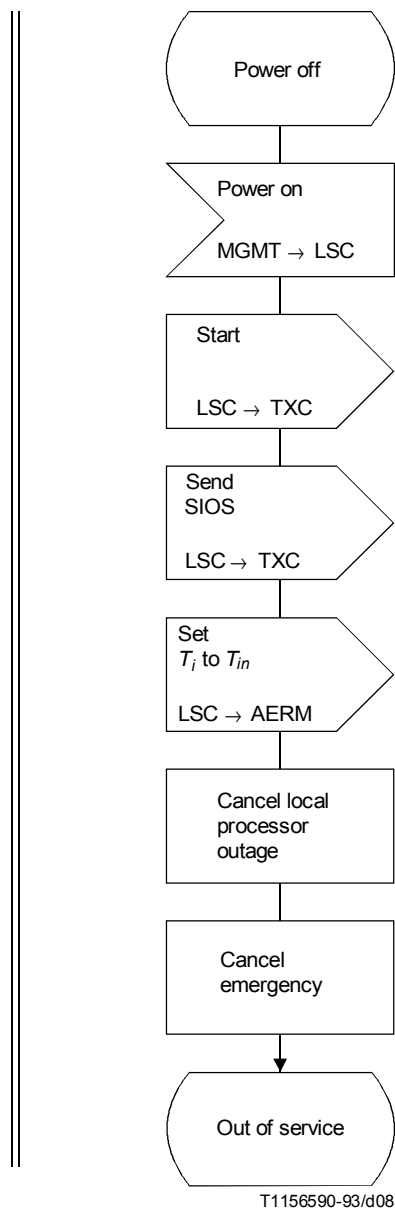 Power off
Power on
MGMT → LSC
Start
LSC → TXC
Send
SIOS
LSC → TXC
Set
Ti to Tin
LSC → AERM
Cancel local
processor
outage
Cancel
emergency
Out of service
T1156590-93/d08